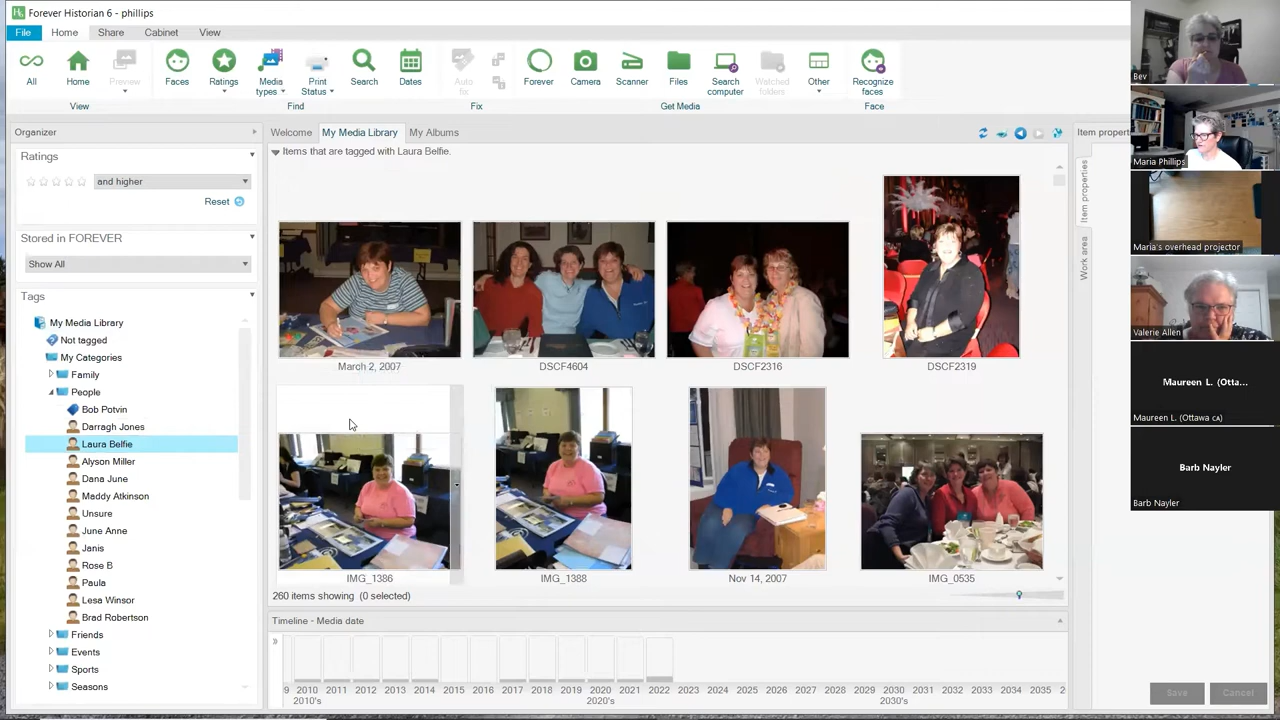 Forever Historian 6 - phillips
File Home Share Cabinet View
All Home Preview Faces Ratings Media types Print Status Search Dates Auto fix Forever Camera Scanner Files Search computer Watched folders Other Recognize faces
View Find Fix Get Media Face
Organizer
Ratings
and higher
Reset
Stored in FOREVER
Show All
Tags
My Media Library
Not tagged
My Categories
Family
People
Bob Potvin
Darragh Jones
Laura Belfie
Alyson Miller
Dana June
Maddy Atkinson
Unsure
June Anne
Janis
Rose B
Paula
Lesa Winsor
Brad Robertson
Friends
Events
Sports
Seasons
Welcome My Media Library My Albums
Items that are tagged with Laura Belfie.
March 2, 2007 DSCF4604 DSCF2316 DSCF2319
IMG_1386 IMG_1388 Nov 14, 2007 IMG_0535
260 items showing (0 selected)
Timeline - Media date
9 2010 2011 2012 2013 2014 2015 2016 2017 2018 2019 2020 2021 2022 2023 2024 2025 2026 2027 2028 2029 2030 2031 2032 2033 2034 2035 2
2010's 2020's 2030's
Item propert
Item properties
Work area
Save Cancel
Bev
Maria Phillips
Maria's overhead projector
Valerie Allen
Maureen L. (Otta...
Maureen L. (Ottawa CA)
Barb Nayler
Barb Nayler